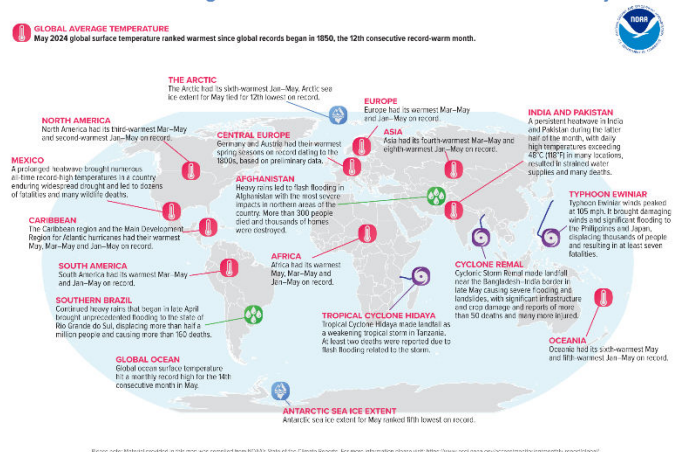 GLOBAL AVERAGE TEMPERATURE
May 2024 global surface temperature ranked warmest since global records began in 1850, the 12th consecutive record-warm month.
NOAA
THE ARCTIC
The Arctic had its sixth-warmest Jan–May. Arctic sea
ice extent for May tied for 12th lowest on record.
EUROPE
Europe had its warmest Mar–May
and Jan–May on record.
INDIA AND PAKISTAN
A persistent heatwave in India
and Pakistan during the latter
half of the month, with daily
high temperatures exceeding
48°C (118°F) in many locations,
resulted in strained water
supplies and many deaths.
NORTH AMERICA
North America had its third-warmest Mar–May
and second-warmest Jan–May on record.
CENTRAL EUROPE
Germany and Austria had their warmest
spring seasons on record dating to the
1800s, based on preliminary data.
ASIA
Asia had its fourth-warmest Mar–May and
eighth-warmest Jan–May on record.
MEXICO
A prolonged heatwave brought numerous
all-time record-high temperatures in a country
enduring widespread drought and led to dozens
of fatalities and many wildlife deaths.
AFGHANISTAN
Heavy rains led to flash flooding in
Afghanistan with the most severe
impacts in northern areas of the
country. More than 300 people
died and thousands of homes
were destroyed.
TYPHOON EWINIAR
Typhoon Ewiniar winds peaked
at 105 mph. It brought damaging
winds and significant flooding to
the Philippines and Japan,
displacing thousands of people
and resulting in at least seven
fatalities.
CARIBBEAN
The Caribbean region and the Main Development
Region for Atlantic hurricanes had their warmest
May, Mar–May and Jan–May on record.
AFRICA
Africa had its warmest
May, Mar–May and
Jan–May on record.
CYCLONE REMAL
Cyclonic Storm Remal made landfall
near the Bangladesh–India border in
late May causing severe flooding and
landslides, with significant infrastructure
and crop damage and reports of more
than 50 deaths and many more injured.
SOUTH AMERICA
South America had its warmest Mar–May
and Jan–May on record.
SOUTHERN BRAZIL
Continued heavy rains that began in late April
brought unprecedented flooding to the state of
Rio Grande do Sul, displacing more than half a
million people and causing more than 160 deaths.
TROPICAL CYCLONE HIDAYA
Tropical Cyclone Hidaya made landfall as
a weakening tropical storm in Tanzania.
At least two deaths were reported due to
flash flooding related to the storm.
OCEANIA
Oceania had its sixth-warmest May
and fifth-warmest Jan–May on record.
GLOBAL OCEAN
Global ocean surface temperature
hit a monthly record high for the 14th
consecutive month in May.
ANTARCTIC SEA ICE EXTENT
Antarctic sea ice extent for May ranked fifth lowest on record.